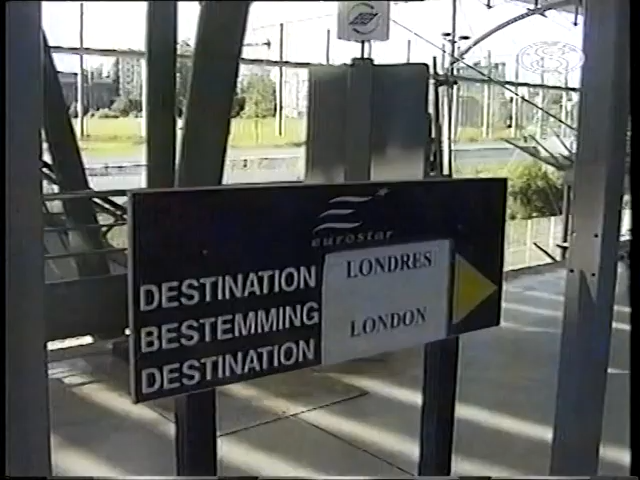 eurostar
DESTINATION
BESTEMMING
DESTINATION
LONDRES
LONDON